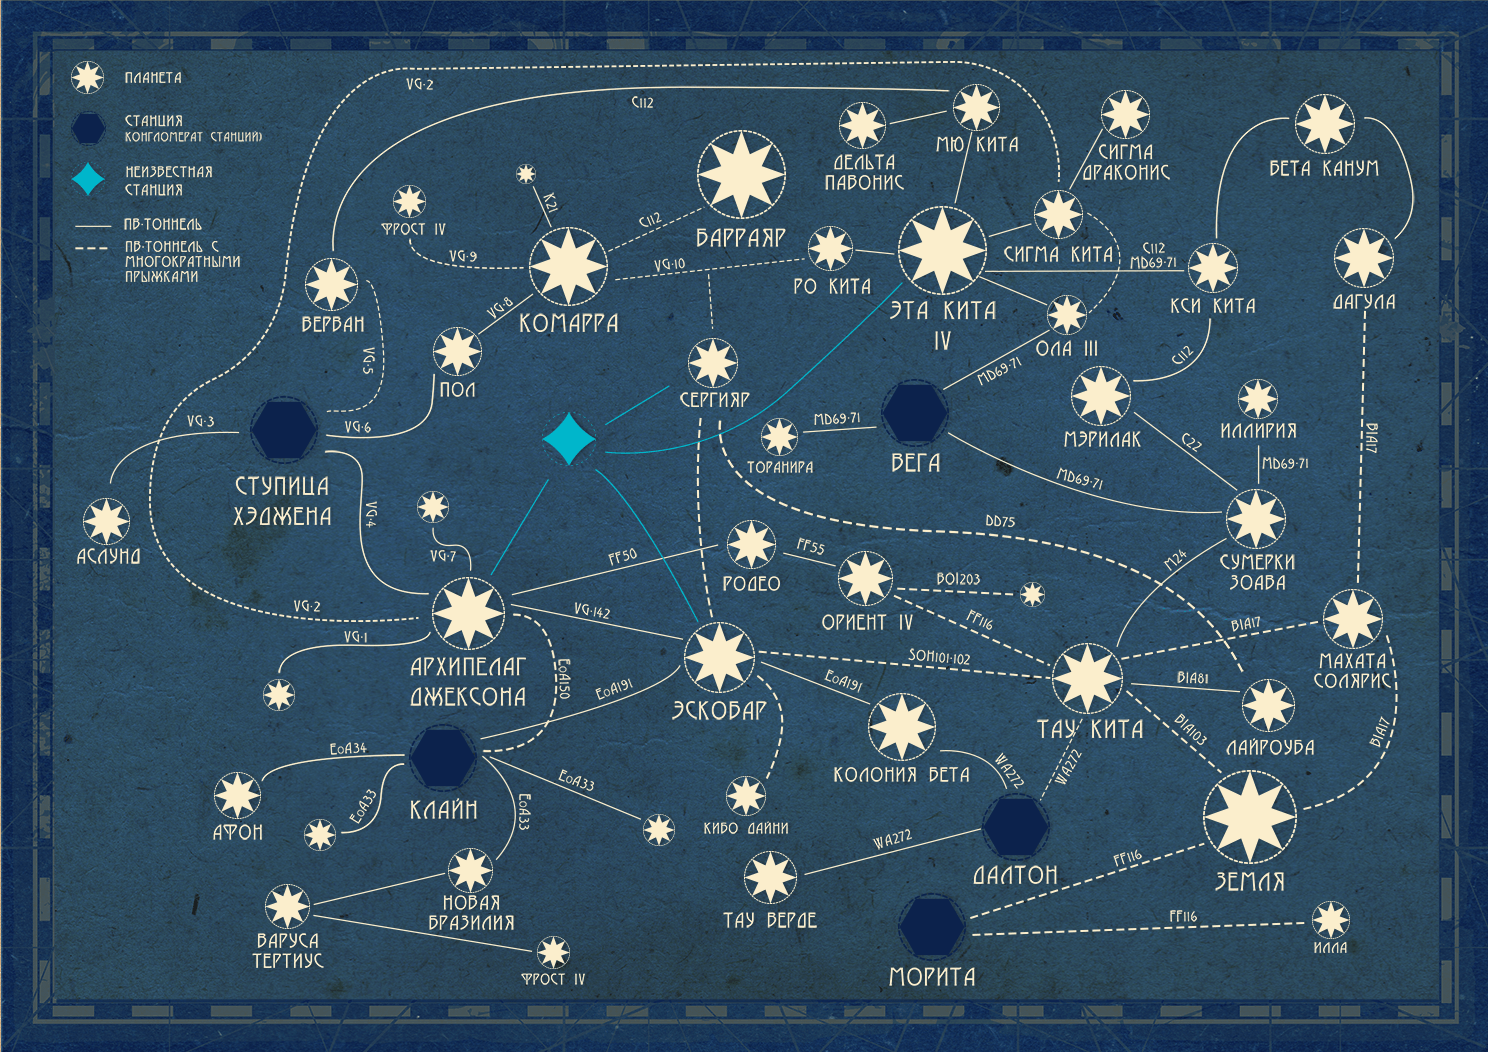 ПЛАНЕТА
СТАНЦИЯ
КОНГЛОМЕРАТ СТАНЦИЙ)
НЕИЗВЕСТНАЯ
СТАНЦИЯ
ПВ-ТОННЕЛЬ
ПВ-ТОННЕЛЬ С
МНОГОКРАТНЫМИ
ПРЫЖКАМИ
VG-2
C112
МЮ КИТА
ДЕЛЬТА
ПАВОНИС
СИГМА
ДРАКОНИС
БЕТА КАНУМ
K21
ФРОСТ IV
C112
БАРРАЯР
VG-9
VG-10
РО КИТА
СИГМА КИТА
C112
MD69-71
ЭТА КИТА
IV
КСИ КИТА
ДАГУЛА
ВЕРВАН
VG-8
КОМАРРА
ОЛА III
VG-5
ПОЛ
MD69-71
C112
СЕРГИЯР
VG-3
VG-6
MD69-71
ТОРАНИРА
ВЕГА
МЭРИЛАК
C22
ИЛЛИРИЯ
B1A17
MD69-71
СТУПИЦА
ХЭДЖЕНА
MD69-71
VG-4
АСЛУНД
VG-7
DD75
FF50
РОДЕО
FF55
СУМЕРКИ
ЗОАВА
M24
BO1203
ОРИЕНТ IV
FF116
VG-2
VG-142
VG-1
B1A17
АРХИПЕЛАГ
ДЖЕКСОНА
EoA150
EoA191
ЭСКОБАР
SOH101-102
EoA191
МАХАТА
СОЛЯРИС
B1A81
ТАУ КИТА
B1A103
ЛАЙРОУБА
B1A17
EoA34
КОЛОНИЯ БЕТА
WA272
WA272
EoA33
EoA33
EoA33
АФОН
КЛАЙН
КИБО ДАЙНИ
WA272
ДАЛТОН
FF116
ЗЕМЛЯ
НОВАЯ
БРАЗИЛИЯ
ТАУ ВЕРДЕ
ВАРУСА
ТЕРТИУС
FF116
ИЛЛА
ФРОСТ IV
МОРИТА